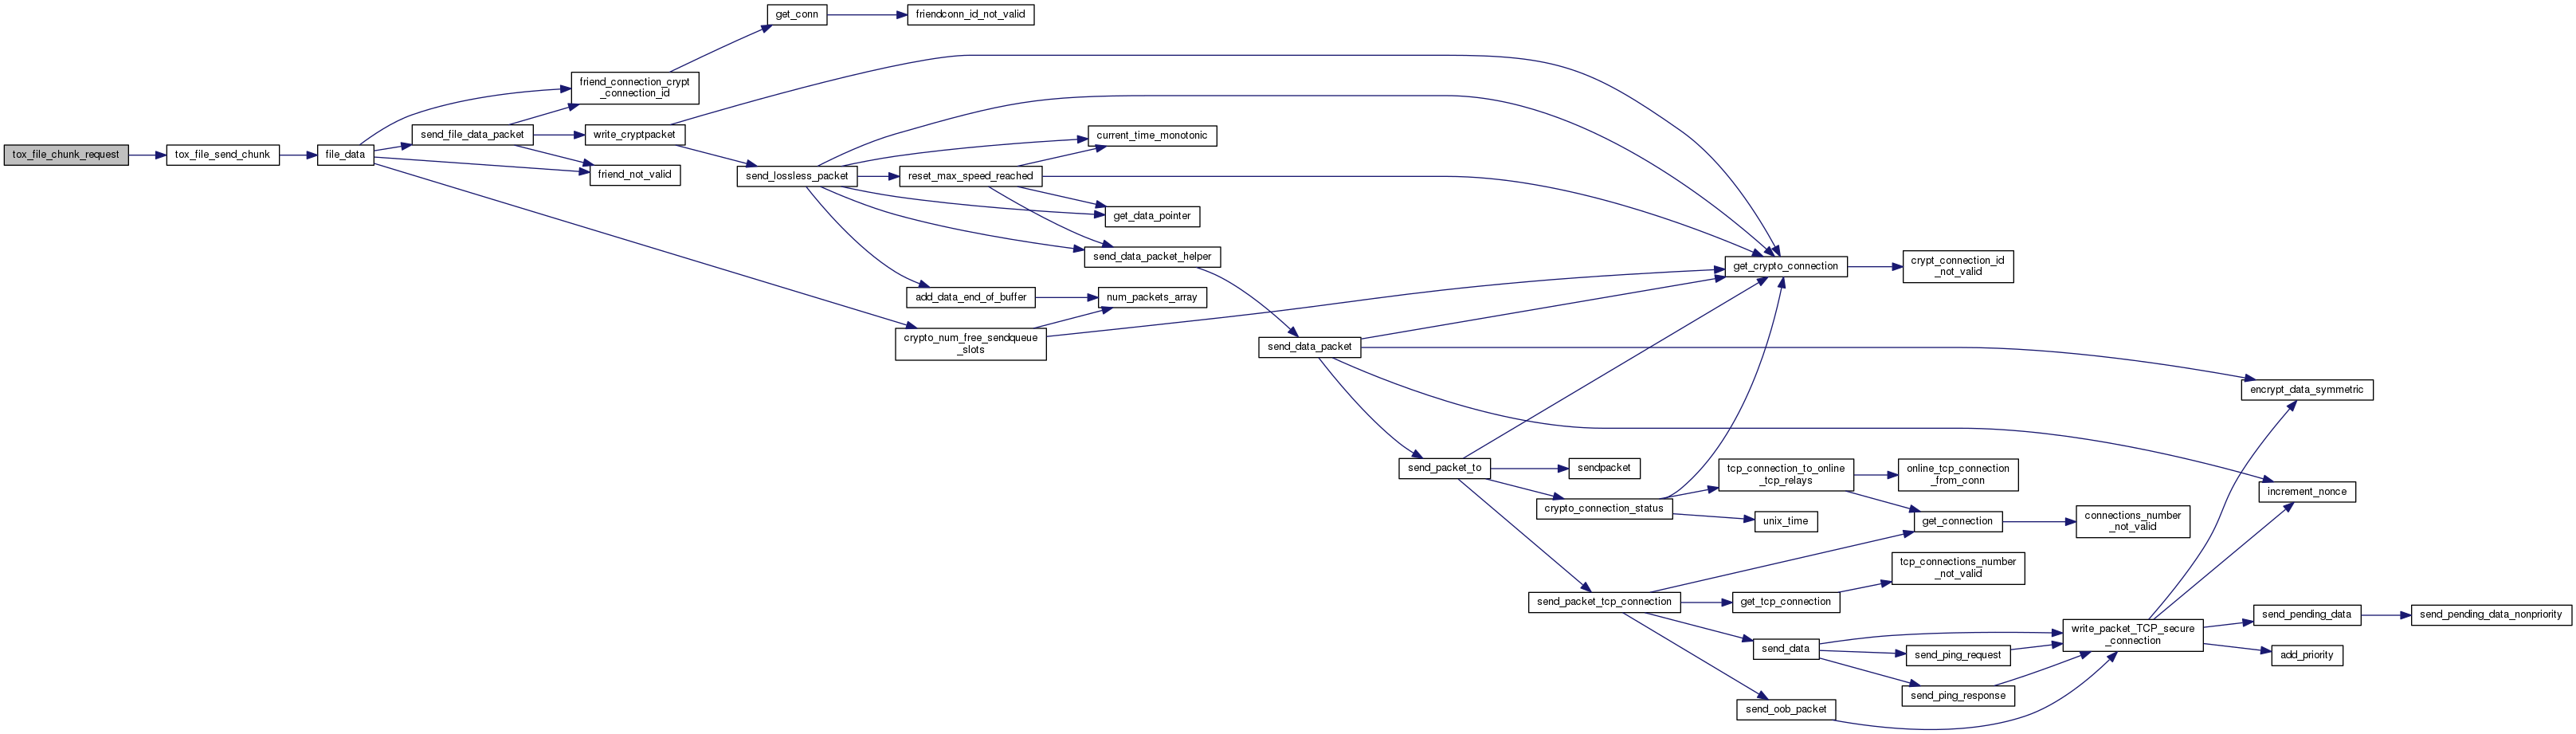 get_conn
friendconn_id_not_valid
friend_connection_crypt
_connection_id
send_file_data_packet
write_cryptpacket
current_time_monotonic
tox_file_chunk_request
tox_file_send_chunk
file_data
friend_not_valid
send_lossless_packet
reset_max_speed_reached
get_data_pointer
send_data_packet_helper
get_crypto_connection
crypt_connection_id
_not_valid
add_data_end_of_buffer
num_packets_array
crypto_num_free_sendqueue
_slots
send_data_packet
encrypt_data_symmetric
send_packet_to
sendpacket
tcp_connection_to_online
_tcp_relays
online_tcp_connection
_from_conn
increment_nonce
crypto_connection_status
unix_time
get_connection
connections_number
_not_valid
tcp_connections_number
_not_valid
send_packet_tcp_connection
get_tcp_connection
send_pending_data
send_pending_data_nonpriority
write_packet_TCP_secure
_connection
send_data
send_ping_request
add_priority
send_ping_response
send_oob_packet